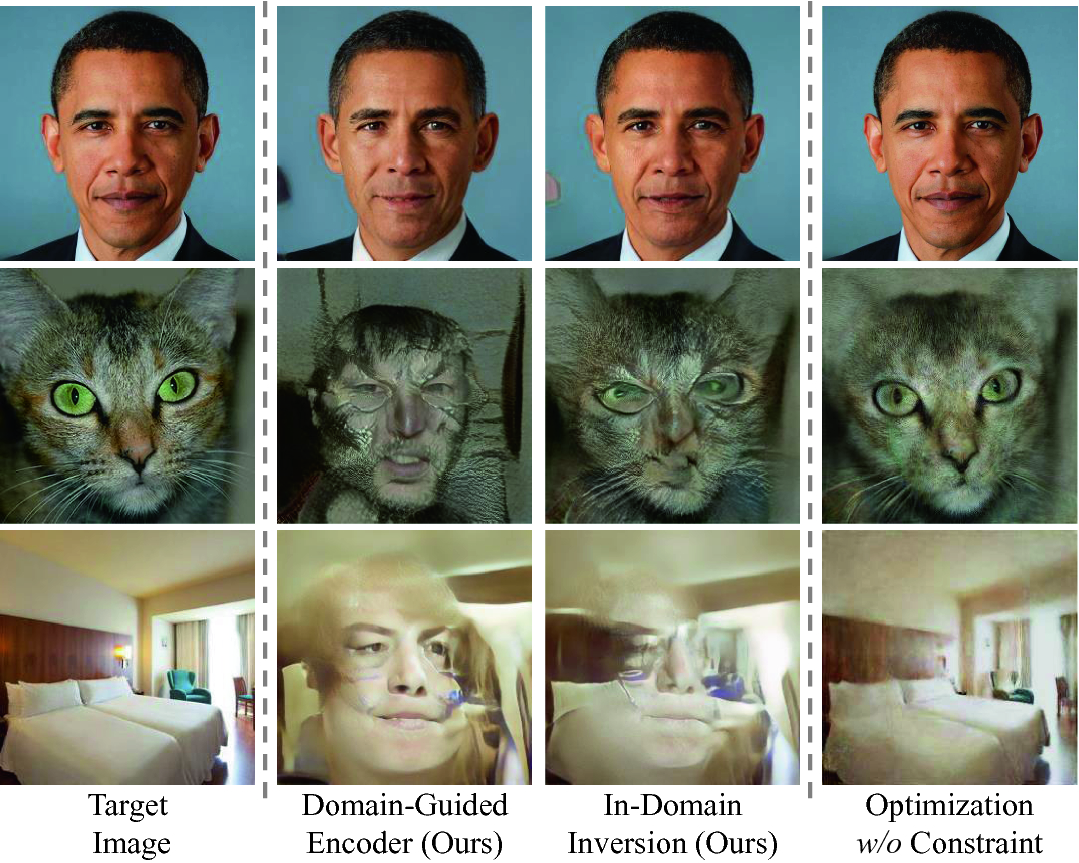 Target
Image
Domain-Guided
Encoder (Ours)
In-Domain
Inversion (Ours)
Optimization
w/o Constraint